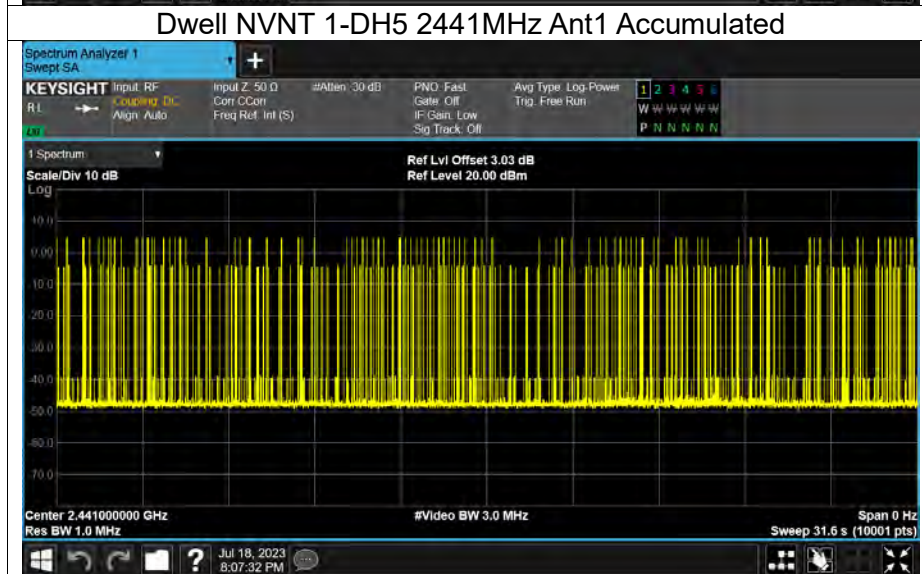 Dwell NVNT 1-DH5 2441MHz Ant1 Accumulated
Spectrum Analyzer 1
Swept SA
+
KEYSIGHT Input: RF Input Z: 50 Ω #Atten: 30 dB PNO: Fast Avg Type: Log-Power 1 2 3 4 5 6
RL Coupling: DC Corr CCorr Gate: Off Trig: Free Run W W W W W W
Align: Auto Freq Ref: Int (S) IF Gain: Low P N N N N N
LXI Sig Track: Off
1 Spectrum
Ref Lvl Offset 3.03 dB
Scale/Div 10 dB Ref Level 20.00 dBm
Log
10.0
0.00
-10.0
-20.0
-30.0
-40.0
-50.0
-60.0
-70.0
Center 2.441000000 GHz #Video BW 3.0 MHz Span 0 Hz
Res BW 1.0 MHz Sweep 31.6 s (10001 pts)
? Jul 18, 2023
8:07:32 PM